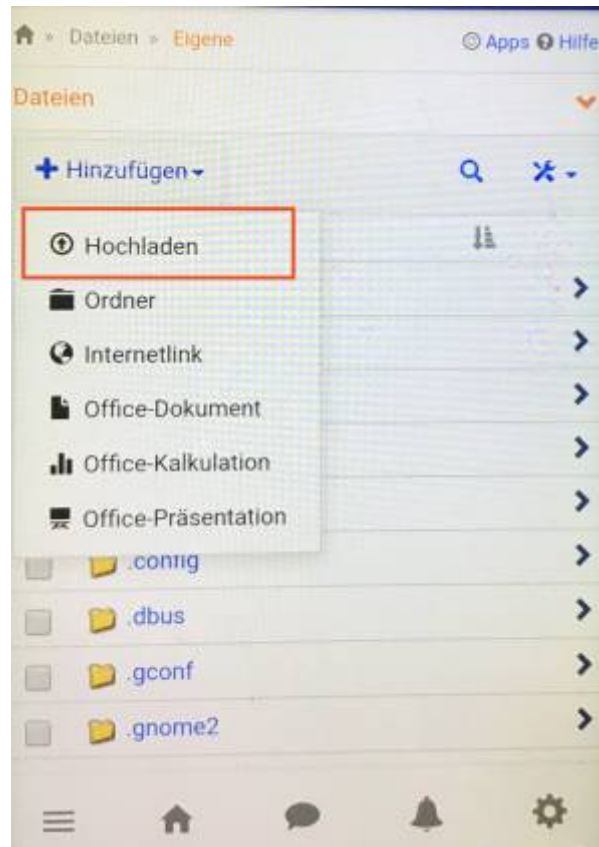 » Dateien » Eigene Apps Hilfe
Dateien
Hinzufügen
Hochladen
Ordner
Internetlink
Office-Dokument
Office-Kalkulation
Office-Präsentation
.config
.dbus
.gconf
.gnome2